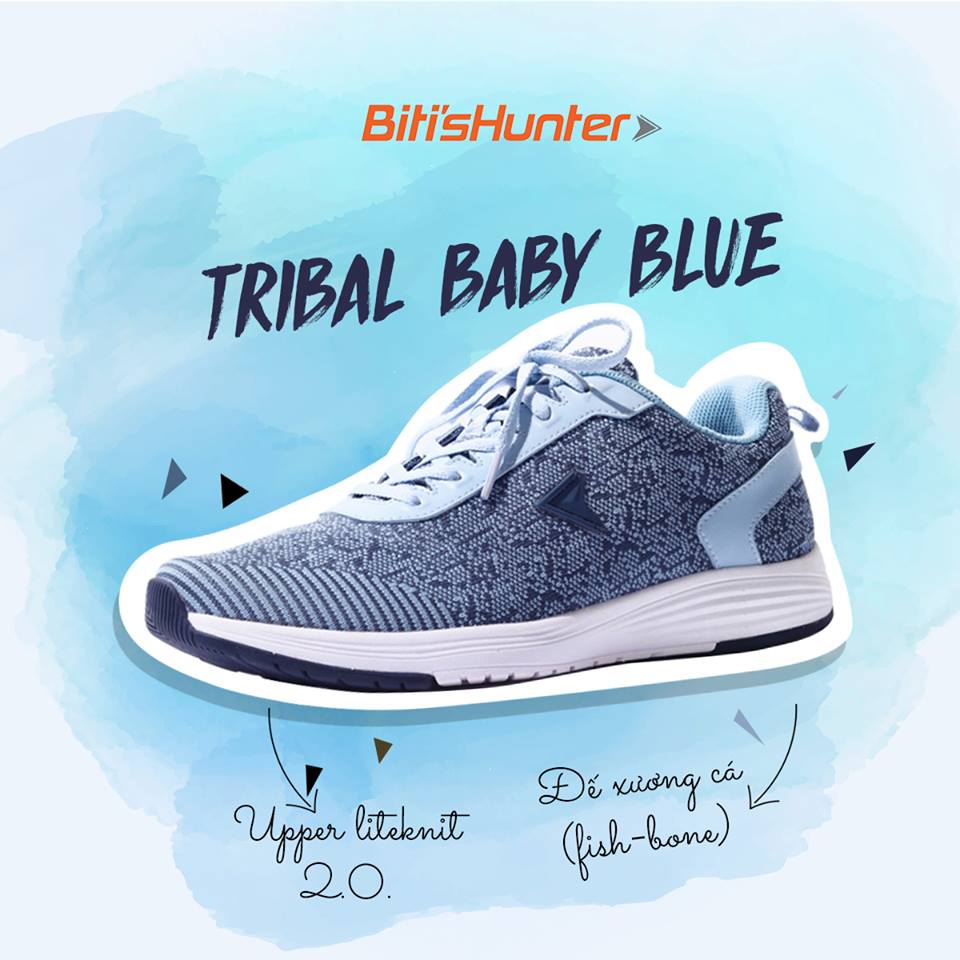 Biti'sHunter
TRIBAL BABY BLUE
Upper liteknit
2.0.
Đế xương cá
(fish-bone)